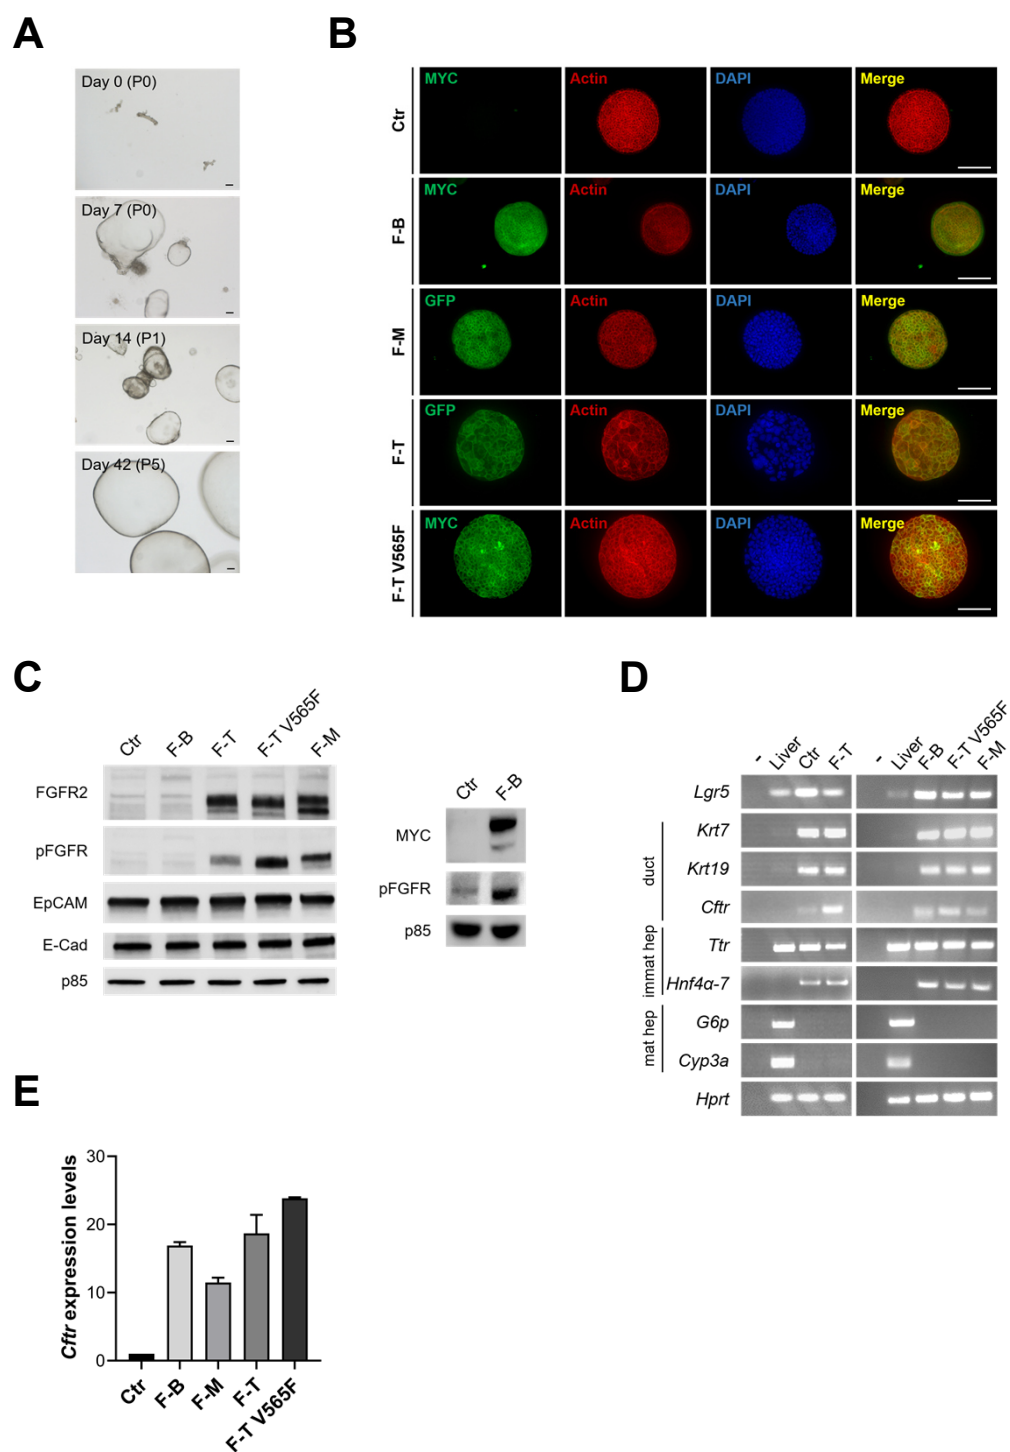 A
Day 0 (P0)
Day 7 (P0)
Day 14 (P1)
Day 42 (P5)
B
Ctr
MYC
Actin
DAPI
Merge
F-B
MYC
Actin
DAPI
Merge
F-M
GFP
Actin
DAPI
Merge
F-T
GFP
Actin
DAPI
Merge
F-T V565F
MYC
Actin
DAPI
Merge
C
Ctr
F-B
F-T
F-T V565F
F-M
FGFR2
pFGFR
EpCAM
E-Cad
p85
Ctr
F-B
MYC
pFGFR
p85
D
-
Liver
Ctr
F-T
-
Liver
F-B
F-T V565F
F-M
Lgr5
duct
Krt7
Krt19
Cftr
immat hep
Ttr
Hnf4α-7
mat hep
G6p
Cyp3a
Hprt
E
Cftr expression levels
30
20
10
0
Ctr
F-B
F-M
F-T
F-T V565F